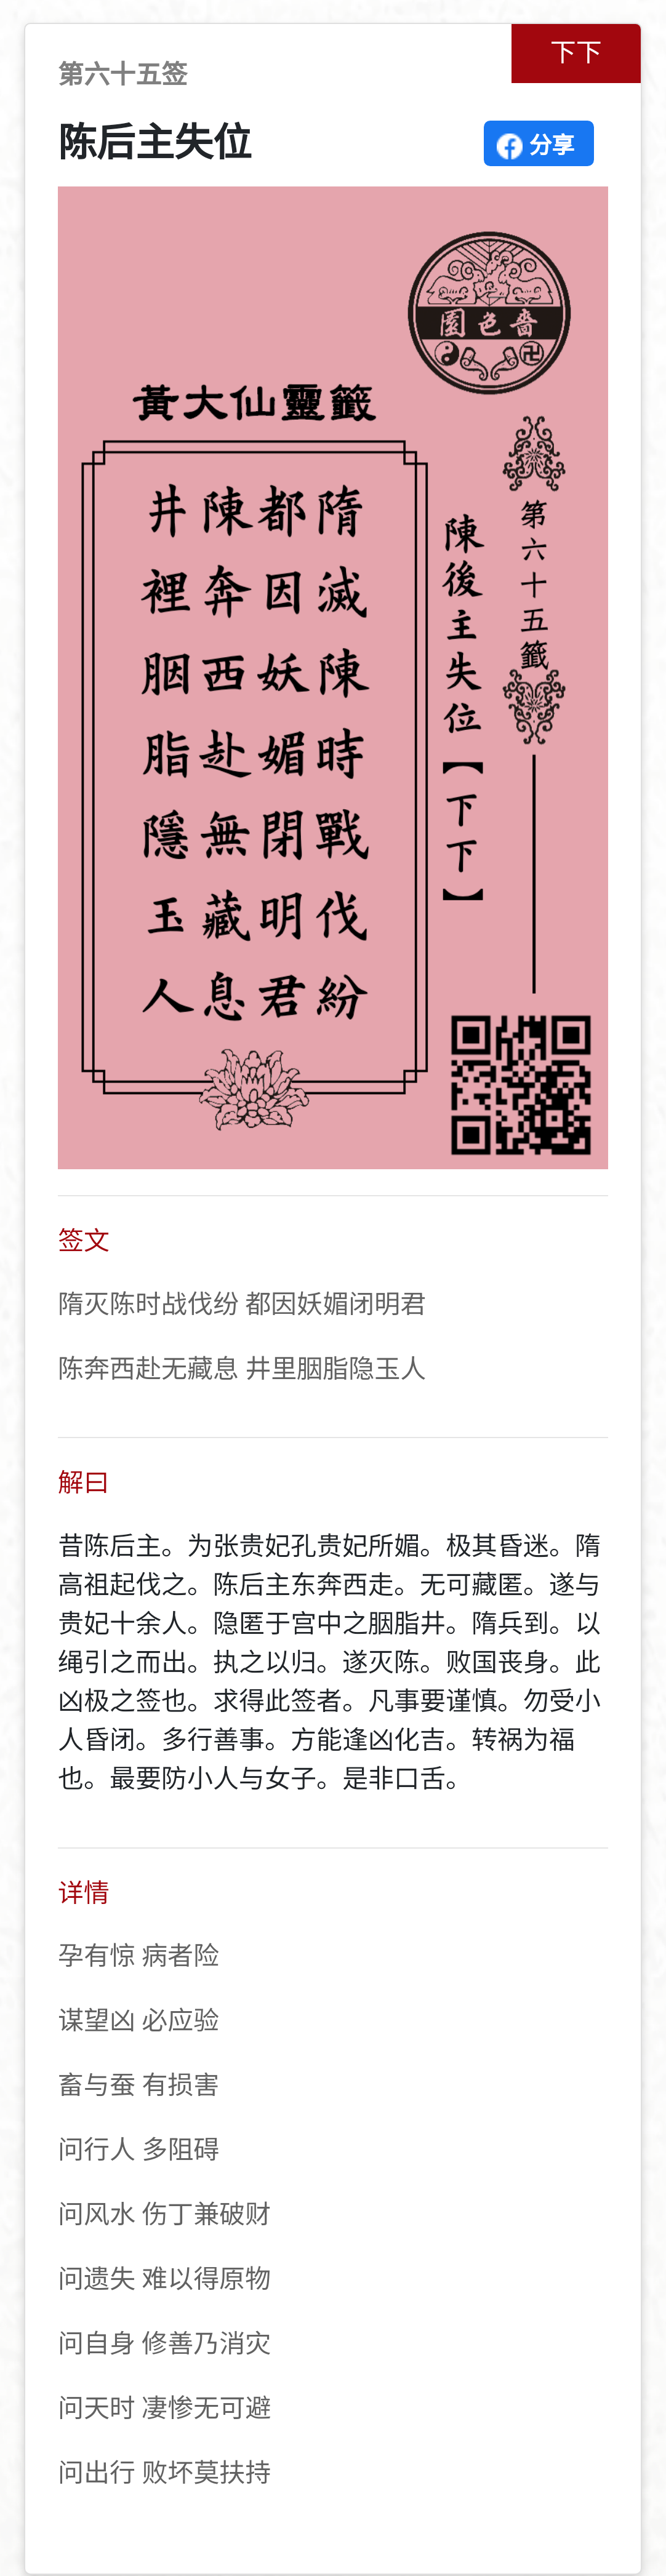 下下
第六十五签
陈后主失位
分享
嗇色園
黃大仙靈籤
第六十五籤
陳後主失位【下下】
隋滅陳時戰伐紛
都因妖媚閉明君
陳奔西赴無藏息
井裡胭脂隱玉人
签文
隋灭陈时战伐纷 都因妖媚闭明君
陈奔西赴无藏息 井里胭脂隐玉人
解曰
昔陈后主。为张贵妃孔贵妃所媚。极其昏迷。隋
高祖起伐之。陈后主东奔西走。无可藏匿。遂与
贵妃十余人。隐匿于宫中之胭脂井。隋兵到。以
绳引之而出。执之以归。遂灭陈。败国丧身。此
凶极之签也。求得此签者。凡事要谨慎。勿受小
人昏闭。多行善事。方能逢凶化吉。转祸为福
也。最要防小人与女子。是非口舌。
详情
孕有惊 病者险
谋望凶 必应验
畜与蚕 有损害
问行人 多阻碍
问风水 伤丁兼破财
问遗失 难以得原物
问自身 修善乃消灾
问天时 凄惨无可避
问出行 败坏莫扶持